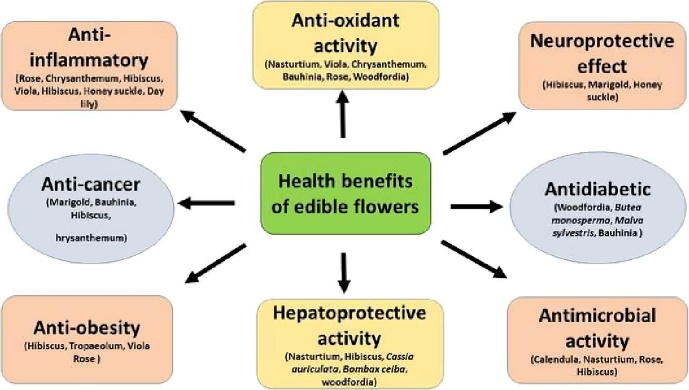 Anti-
inflammatory
(Rose, Chrysanthemum, Hibiscus,
Viola, Hibiscus, Honey suckle, Day
lily)
Anti-oxidant
activity
(Nasturtium, Viola, Chrysanthemum,
Bauhinia, Rose, Woodfordia)
Neuroprotective
effect
(Hibiscus, Marigold, Honey
suckle)
Anti-cancer
(Marigold, Bauhinia,
Hibiscus,
hrysanthemum)
Health benefits
of edible flowers
Antidiabetic
(Woodfordia, Butea
monosperma, Malva
sylvestris, Bauhinia )
Anti-obesity
(Hibiscus, Tropaeolum, Viola
Rose )
Hepatoprotective
activity
(Nasturtium, Hibiscus, Cassia
auriculata, Bombax ceiba,
woodfordia)
Antimicrobial
activity
(Calendula, Nasturtium, Rose,
Hibiscus)